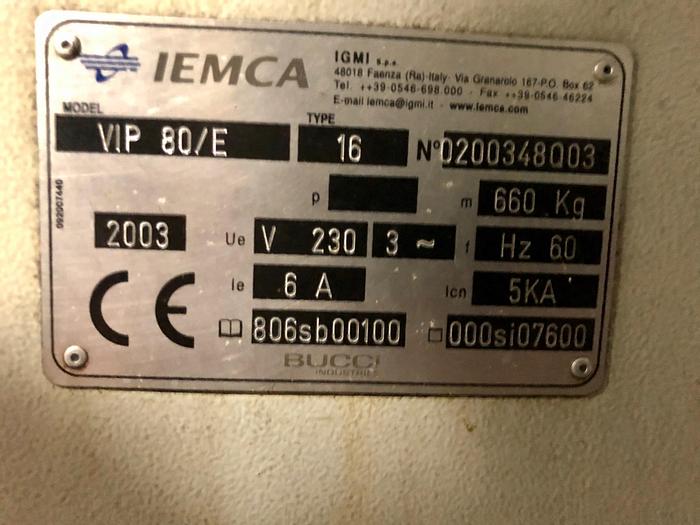 IEMCA
IGMI s.p.a.
48018 Faenza (Ra)-Italy- Via Granarolo 167-P.O. Box 62
Tel. ++39-0546-698.000 - Fax ++39-0546-46224
E-mail iemca@igmi.it - www.iemca.com
MODEL TYPE
VIP 80/E 16 N° 0200348Q03
p m 660 Kg
092007440
2003 Ue V 230 3 ~ f Hz 60
CE Ie 6 A Icn 5KA
806sb00100 000si07600
BUCCI
INDUSTRIES